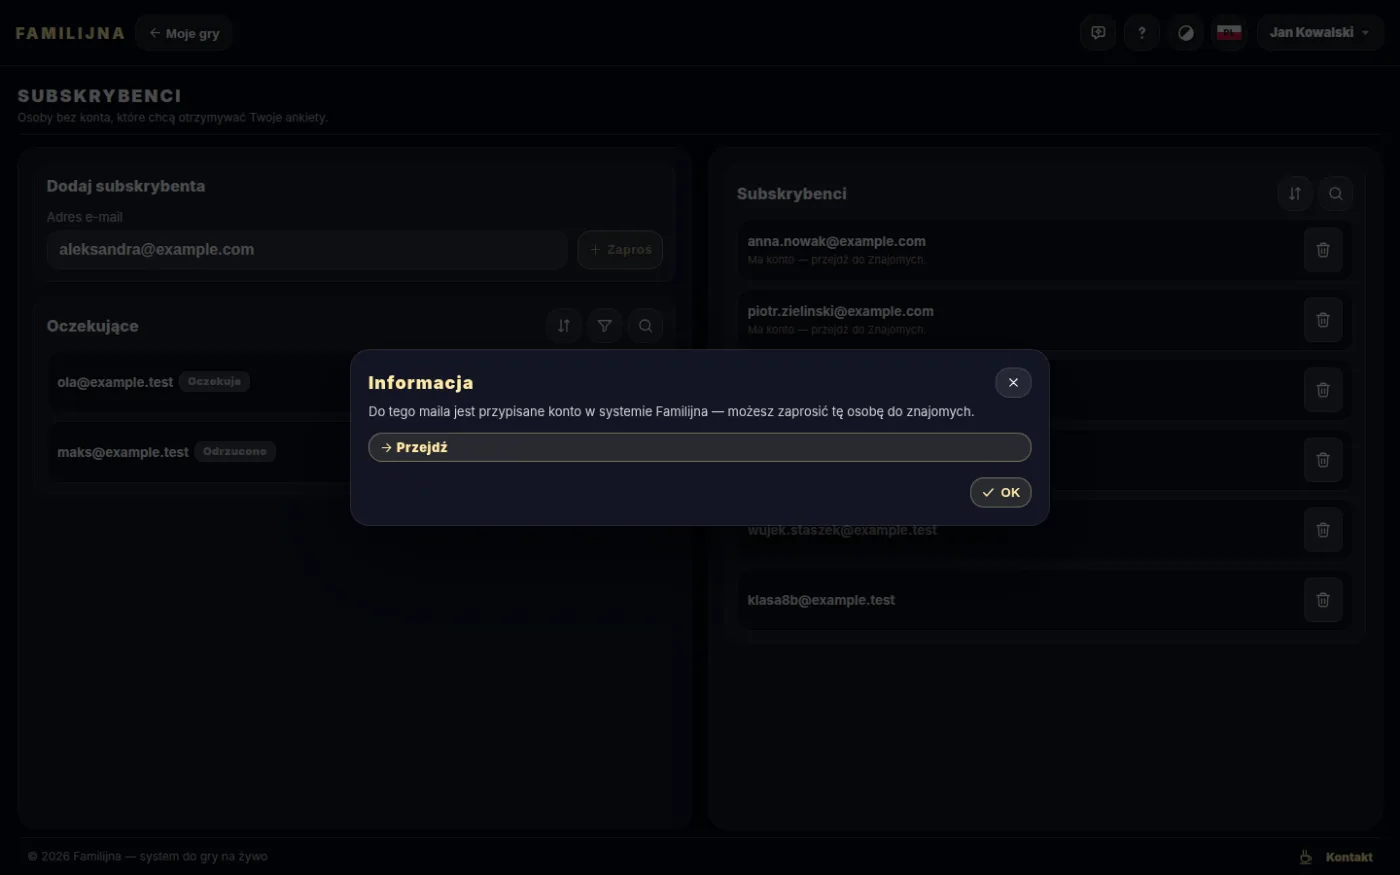 FAMILIJNA
← Moje gry
?
PL
Jan Kowalski
SUBSKRYBENCI
Osoby bez konta, które chcą otrzymywać Twoje ankiety.
Dodaj subskrybenta
Adres e-mail
aleksandra@example.com
+ Zaproś
Oczekujące
ola@example.test
Oczekuje
maks@example.test
Odrzucono
Subskrybenci
anna.nowak@example.com
Ma konto — przejdź do Znajomych.
piotr.zielinski@example.com
Ma konto — przejdź do Znajomych.
wujek.staszek@example.test
klasa8b@example.test
Informacja
Do tego maila jest przypisane konto w systemie Familijna — możesz zaprosić tę osobę do znajomych.
→ Przejdź
✓ OK
© 2026 Familijna — system do gry na żywo
Kontakt